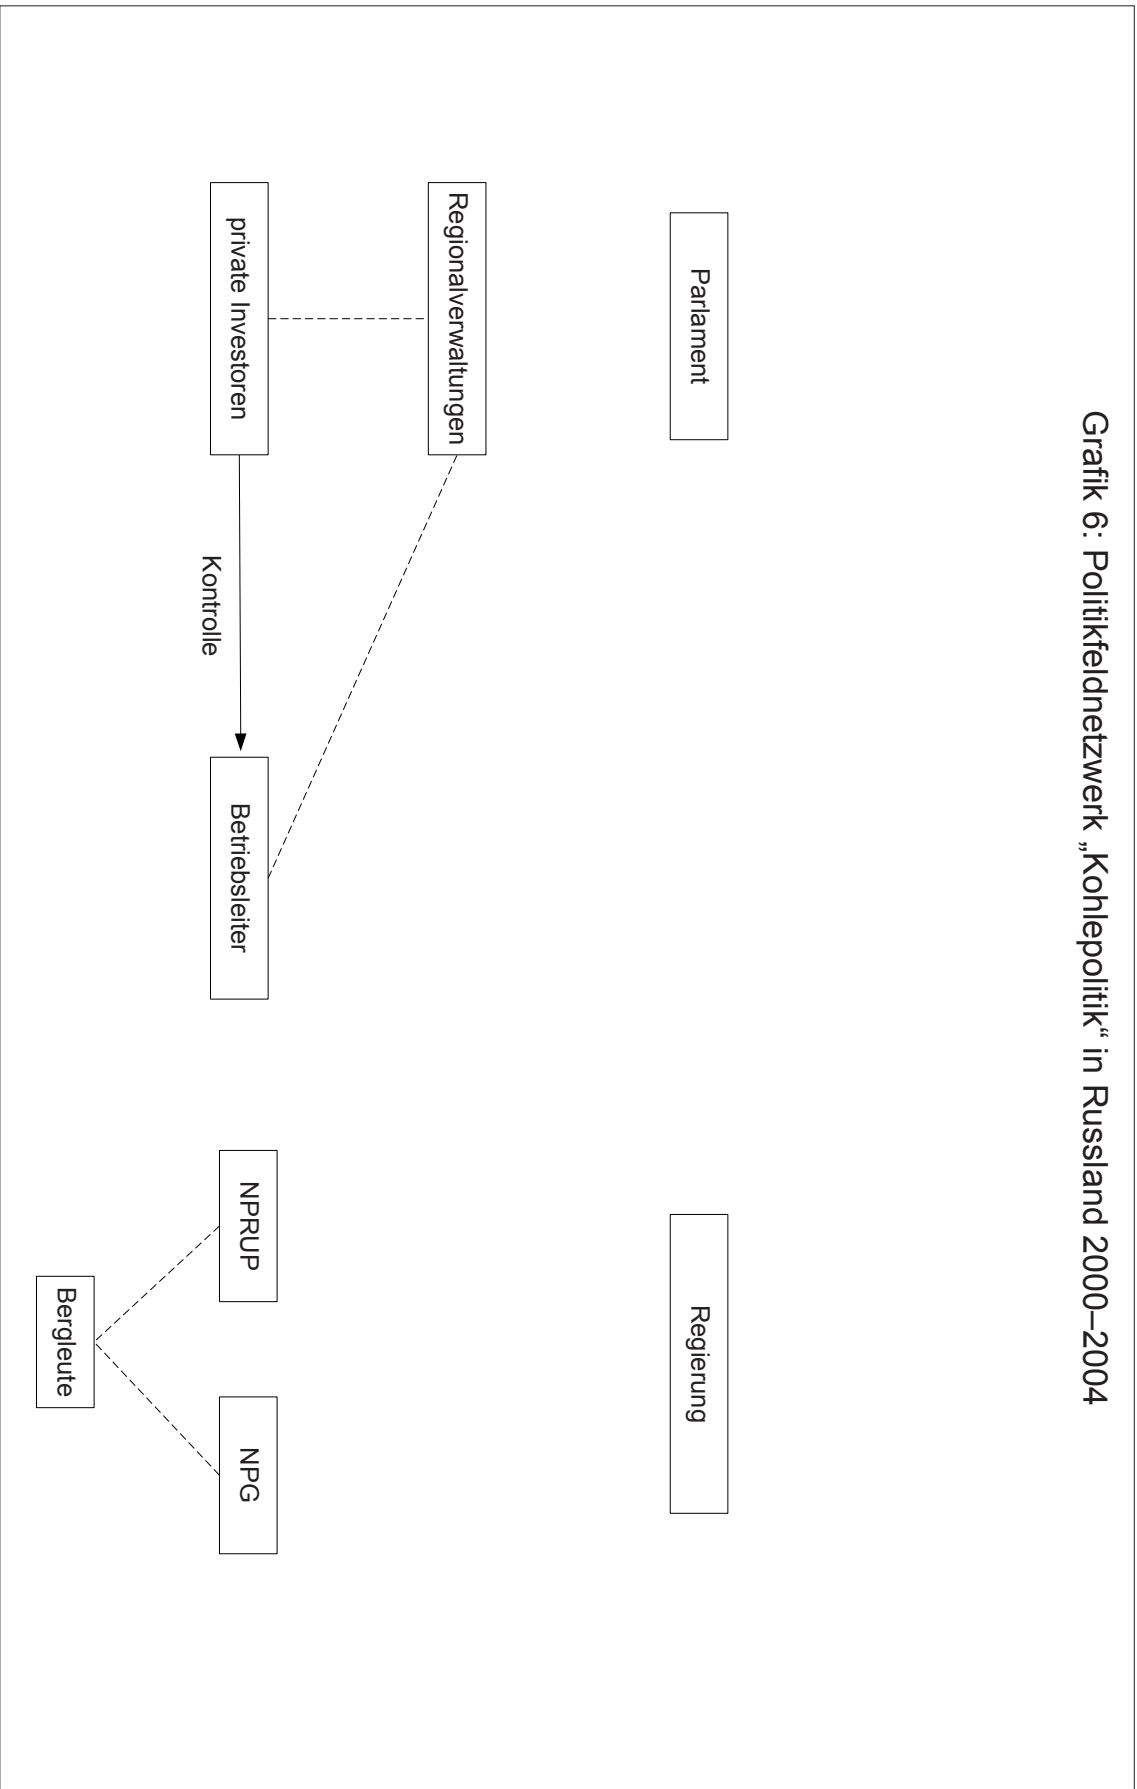 Grafik 6: Politikfeldnetzwerk „Kohlepolitik“ in Russland 2000–2004
Parlament
Regierung
Regionalverwaltungen
private Investoren
Kontrolle
Betriebsleiter
NPRUP
NPG
Bergleute